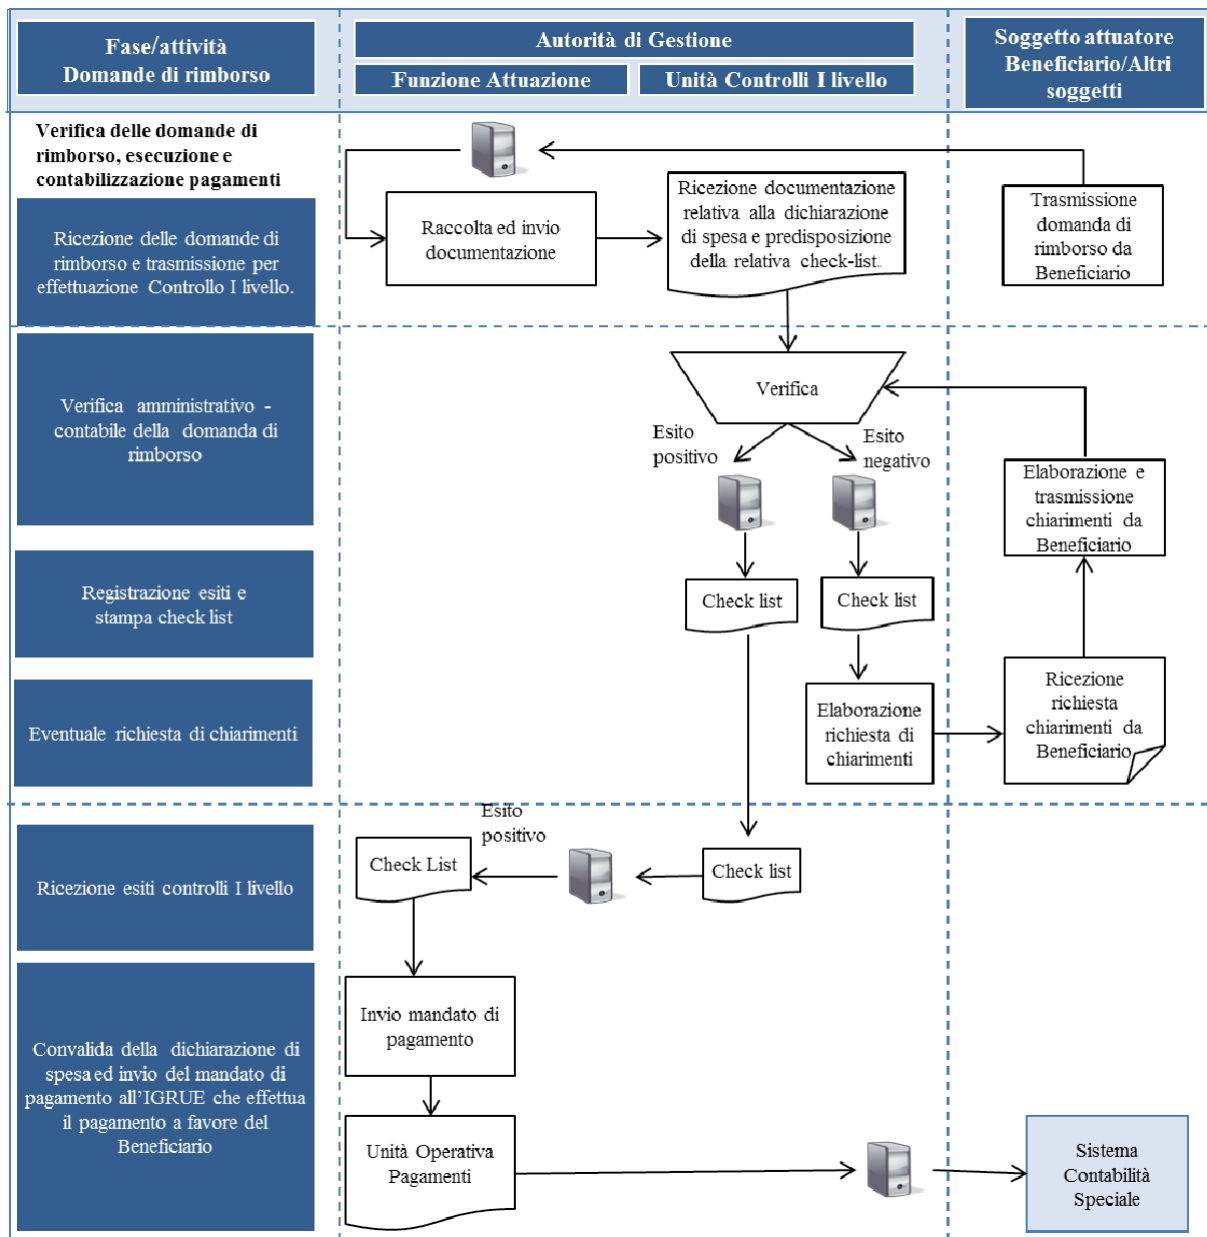 Fase/attività
Domande di rimborso
Autorità di Gestione
Funzione Attuazione
Unità Controlli I livello
Soggetto attuatore
Beneficiario/Altri
soggetti
Verifica delle domande di
rimborso, esecuzione e
contabilizzazione pagamenti
Ricezione delle domande di
rimborso e trasmissione per
effettuazione Controllo I livello.
Raccolta ed invio
documentazione
Ricezione documentazione
relativa alla dichiarazione
di spesa e predisposizione
della relativa check-list.
Trasmissione
domanda di
rimborso da
Beneficiario
Verifica amministrativo -
contabile della domanda di
rimborso
Verifica
Esito
positivo
Esito
negativo
Elaborazione e
trasmissione
chiarimenti da
Beneficiario
Registrazione esiti e
stampa check list
Check list
Check list
Eventuale richiesta di chiarimenti
Elaborazione
richiesta di
chiarimenti
Ricezione
richiesta
chiarimenti da
Beneficiario
Ricezione esiti controlli I livello
Esito
positivo
Check List
Check list
Convalida della dichiarazione di
spesa ed invio del mandato di
pagamento all'IGRUE che effettua
il pagamento a favore del
Beneficiario
Invio mandato di
pagamento
Unità Operativa
Pagamenti
Sistema
Contabilità
Speciale